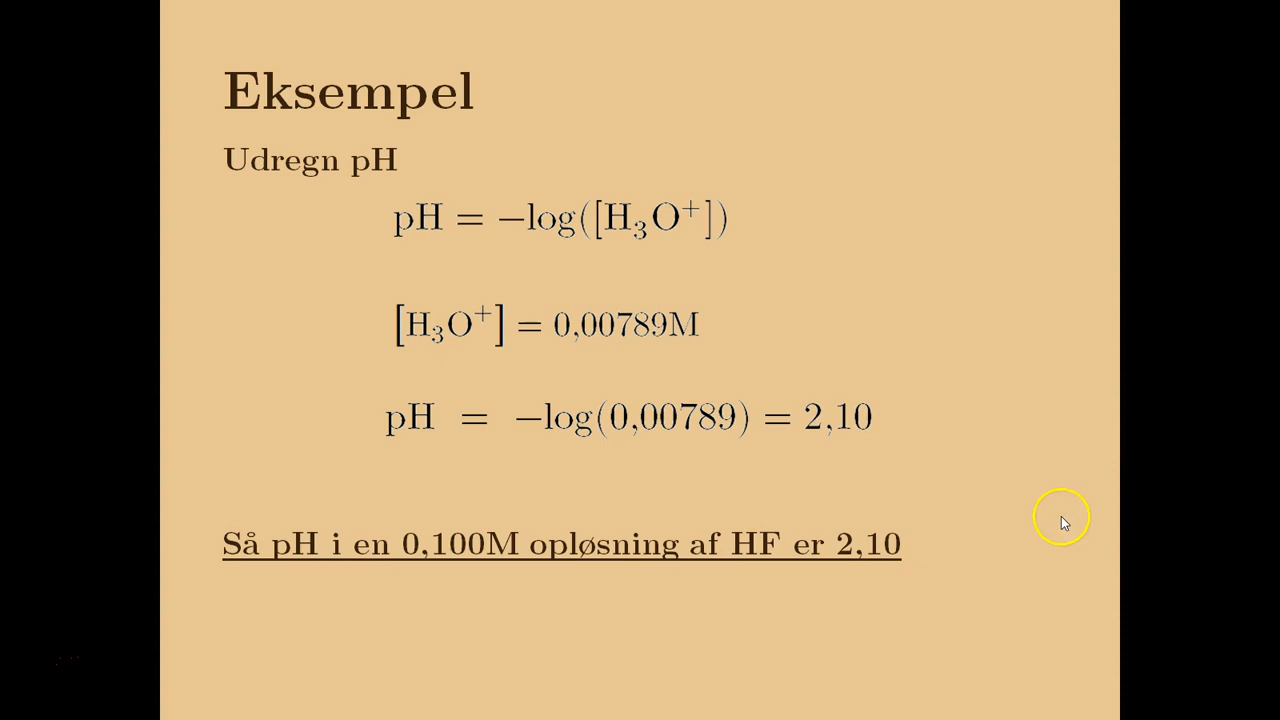 Eksempel
Udregn pH
pH = −log([H₃O⁺])
[H₃O⁺] = 0,00789M
pH = −log(0,00789) = 2,10
Så pH i en 0,100M opløsning af HF er 2,10